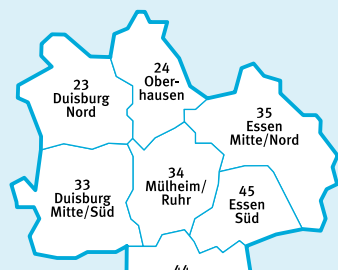 23
Duisburg
Nord
24
Ober-
hausen
35
Essen
Mitte/Nord
33
Duisburg
Mitte/Süd
34
Mülheim/
Ruhr
45
Essen
Süd
44